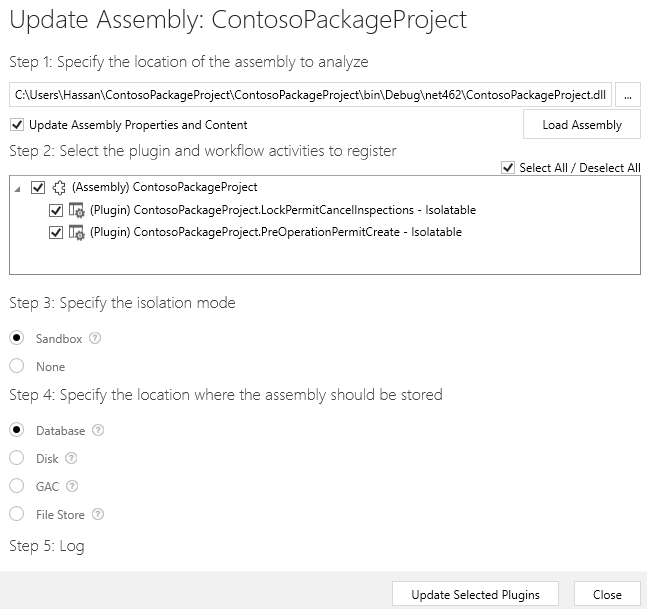 Update Assembly: ContosoPackageProject
Step 1: Specify the location of the assembly to analyze
C:\Users\Hassan\ContosoPackageProject\ContosoPackageProject\bin\Debug\net462\ContosoPackageProject.dll ...
Update Assembly Properties and Content
Load Assembly
Step 2: Select the plugin and workflow activities to register
Select All / Deselect All
(Assembly) ContosoPackageProject
(Plugin) ContosoPackageProject.LockPermitCancelInspections - Isolatable
(Plugin) ContosoPackageProject.PreOperationPermitCreate - Isolatable
Step 3: Specify the isolation mode
Sandbox ?
None
Step 4: Specify the location where the assembly should be stored
Database ?
Disk ?
GAC ?
File Store ?
Step 5: Log
Update Selected Plugins Close